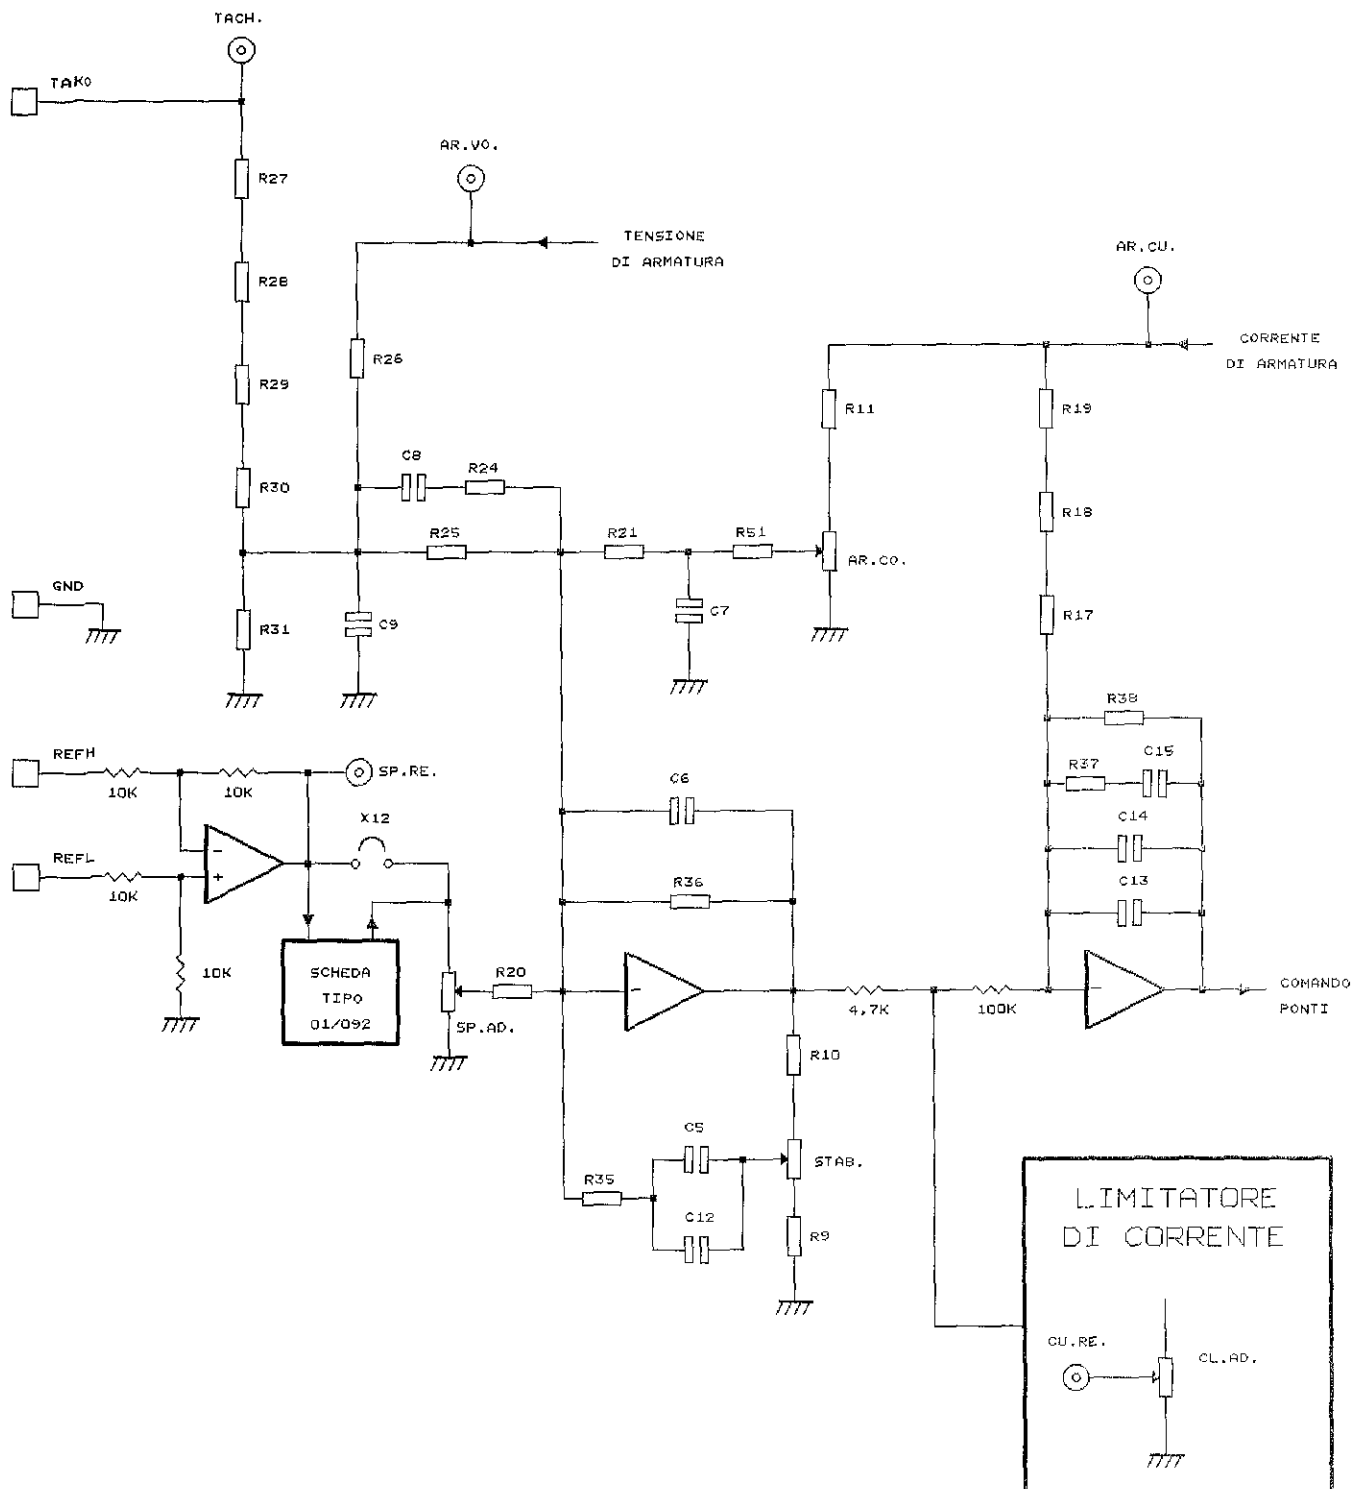 TACH.
TAKO
R27
AR.VO.
TENSIONE
DI ARMATURA
AR.CU.
R28
R26
CORRENTE
DI ARMATURA
R29
R11
R19
C8
R24
R30
R18
R25
R21
R51
AR.CO.
GND
R31
C9
C7
R17
R38
REFH
10K
10K
SP.RE.
C6
R37
C15
X12
C14
REFL
10K
R36
C13
10K
SCHEDA
TIPO
01/092
SP.AD.
R20
4,7K
100K
COMANDO
PONTI
R10
C5
STAB.
R35
C12
R9
LIMITATORE
DI CORRENTE
CU.RE.
CL.AD.
-
+
-
-